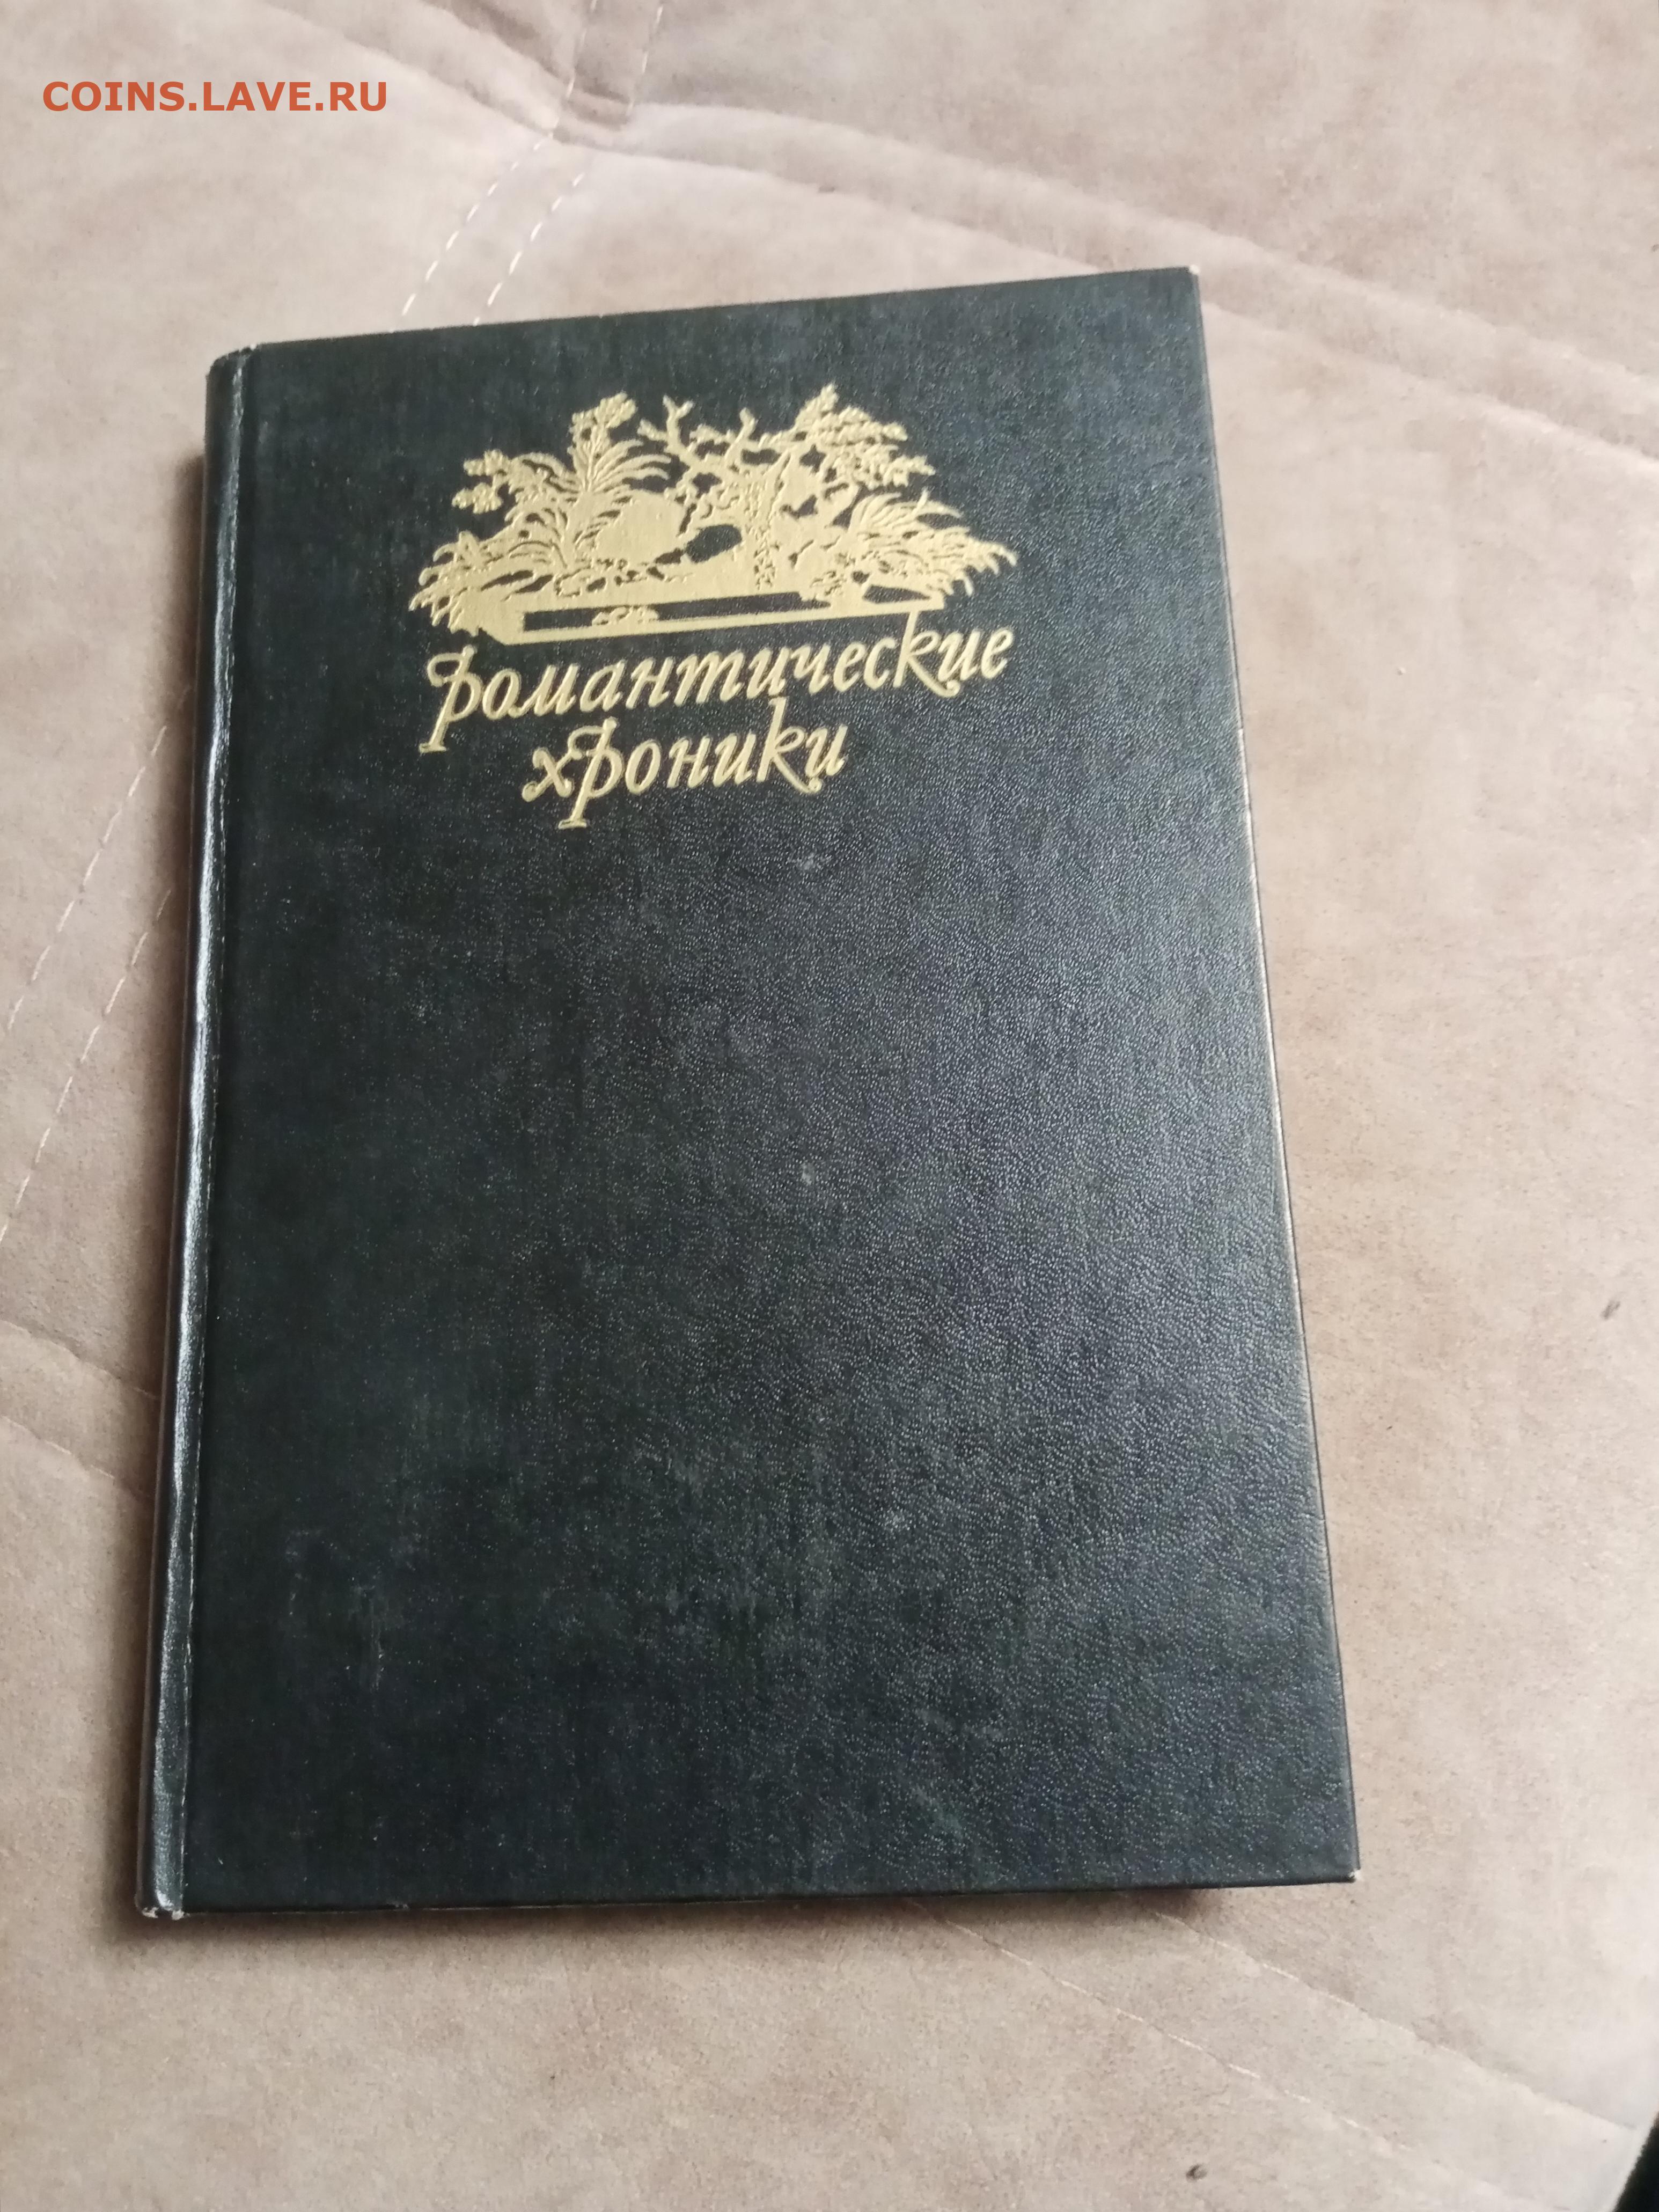 COINS.LAVE.RU
романтические
хроники